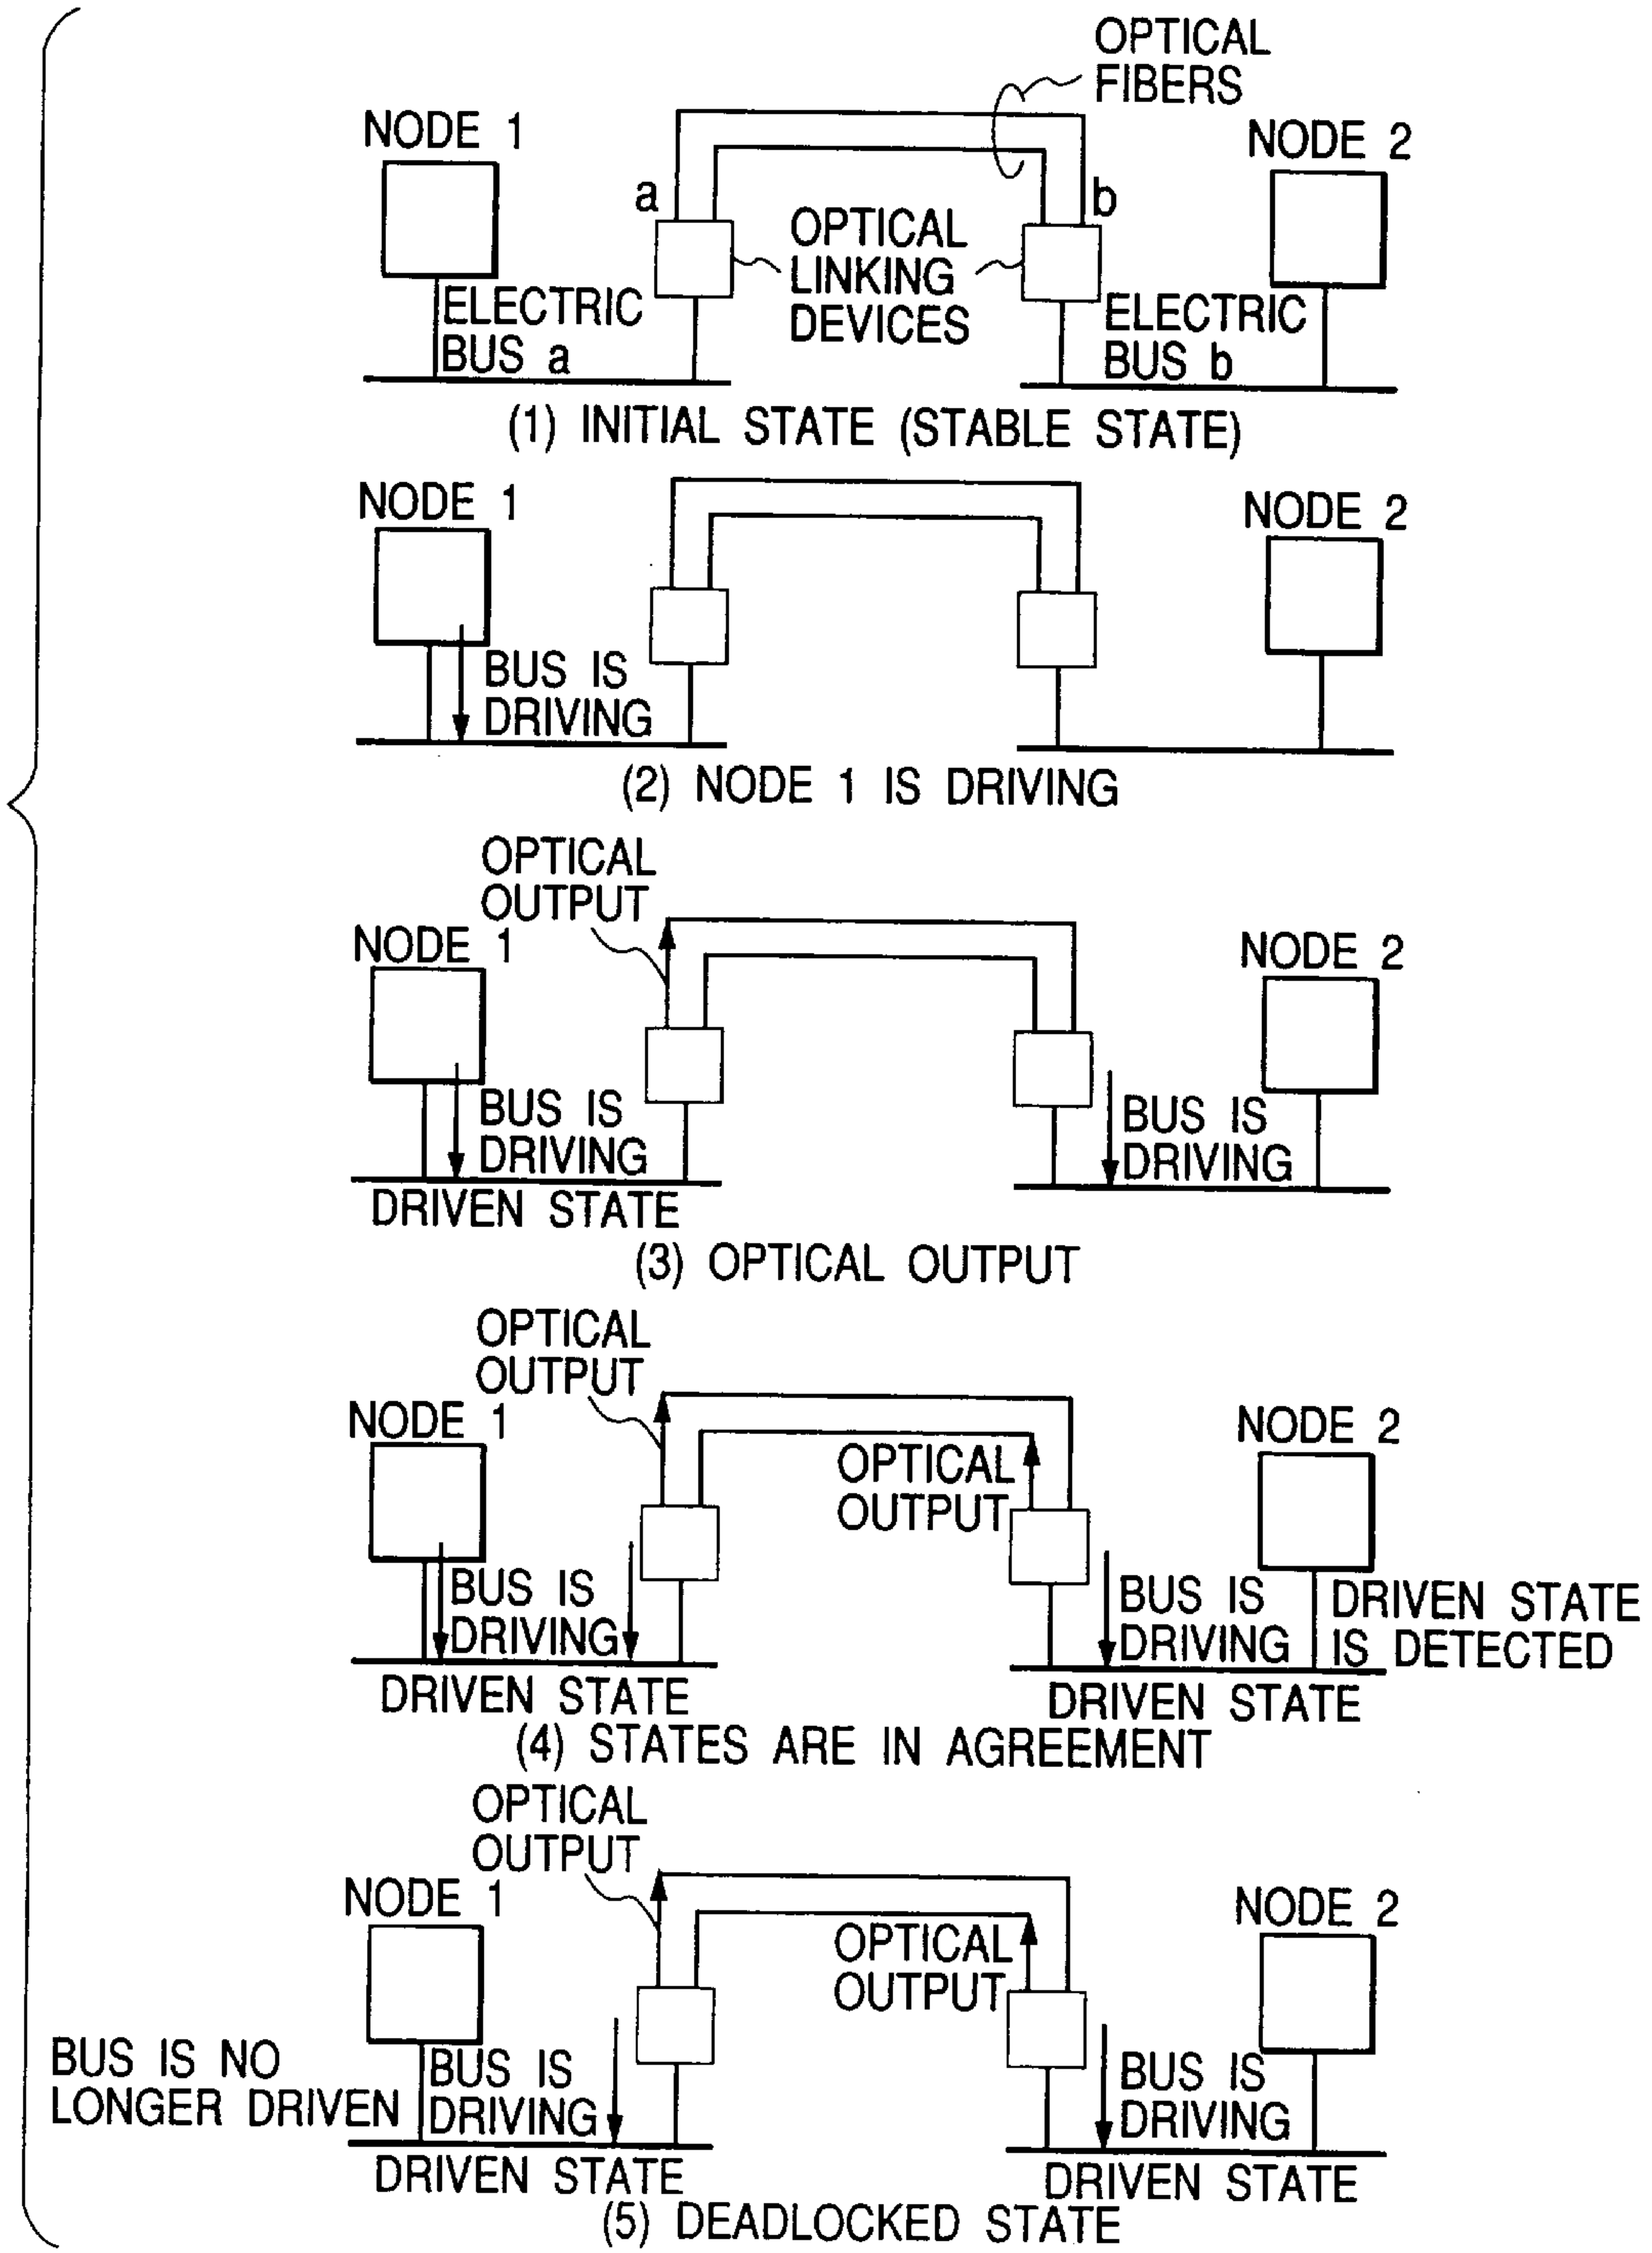 OPTICAL
FIBERS
NODE 1
NODE 2
a
b
OPTICAL
LINKING
DEVICES
ELECTRIC
BUS a
ELECTRIC
BUS b
(1) INITIAL STATE (STABLE STATE)
NODE 1
NODE 2
BUS IS
DRIVING
(2) NODE 1 IS DRIVING
OPTICAL
OUTPUT
NODE 1
NODE 2
BUS IS
DRIVING
BUS IS
DRIVING
DRIVEN STATE
(3) OPTICAL OUTPUT
OPTICAL
OUTPUT
NODE 1
NODE 2
OPTICAL
OUTPUT
BUS IS
DRIVING
BUS IS
DRIVING
DRIVEN STATE
IS DETECTED
DRIVEN STATE
DRIVEN STATE
(4) STATES ARE IN AGREEMENT
OPTICAL
OUTPUT
NODE 1
NODE 2
OPTICAL
OUTPUT
BUS IS NO
LONGER DRIVEN
BUS IS
DRIVING
BUS IS
DRIVING
DRIVEN STATE
DRIVEN STATE
(5) DEADLOCKED STATE